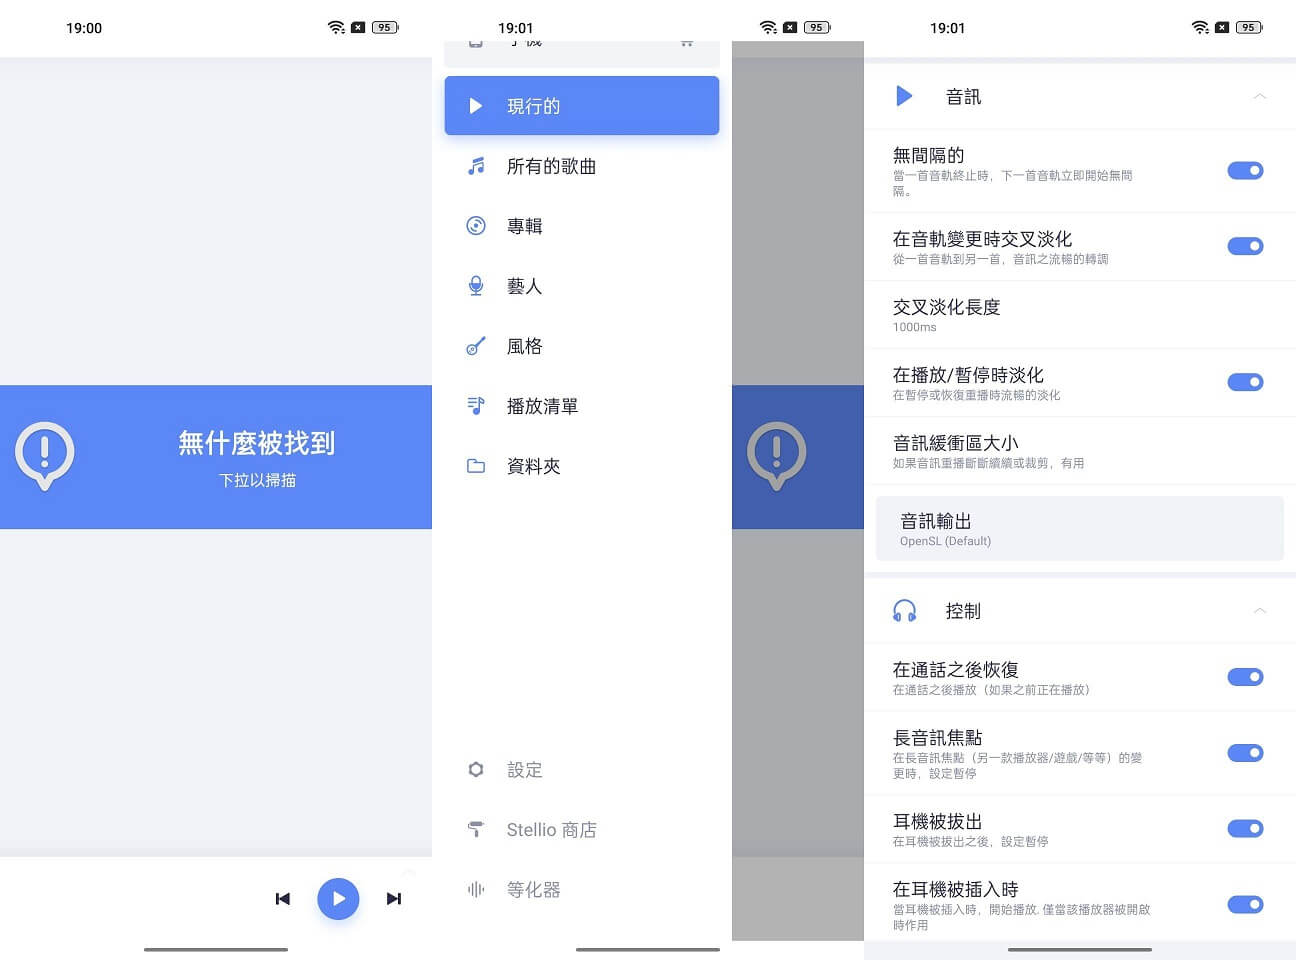 19:00
95
無什麼被找到
下拉以掃描
19:01
95
現行的
所有的歌曲
專輯
藝人
風格
播放清單
資料夾
設定
Stellio 商店
等化器
19:01
95
音訊
無間隔的
當一首音軌終止時，下一首音軌立即開始無間
隔。
在音軌變更時交叉淡化
從一首音軌到另一首，音訊之流暢的轉調
交叉淡化長度
1000ms
在播放/暫停時淡化
在暫停或恢復重播時流暢的淡化
音訊緩衝區大小
如果音訊重播斷斷續續或裁剪，有用
音訊輸出
OpenSL (Default)
控制
在通話之後恢復
在通話之後播放（如果之前正在播放）
長音訊焦點
在長音訊焦點（另一款播放器/遊戲/等等）的變
更時，設定暫停
耳機被拔出
在耳機被拔出之後，設定暫停
在耳機被插入時
當耳機被插入時，開始播放. 僅當該播放器被開啟
時作用